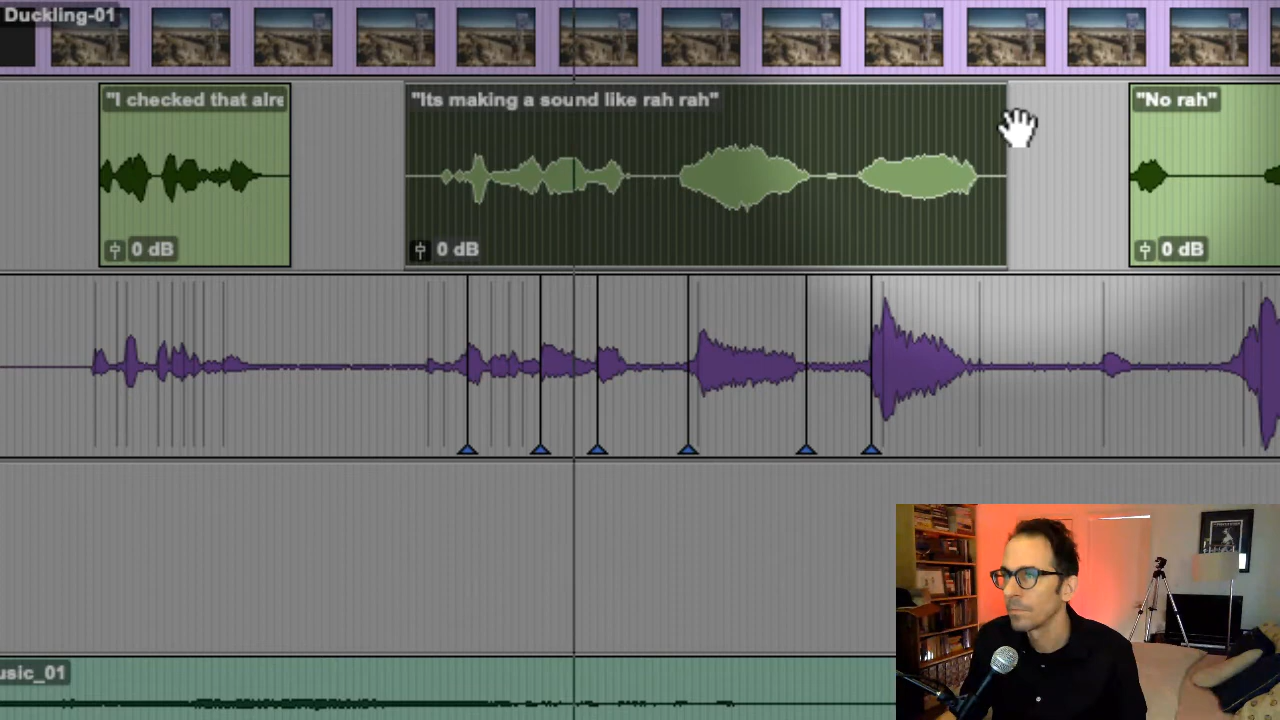 Duckling-01
"I checked that alre
"Its making a sound like rah rah"
"No rah"
0 dB
0 dB
0 dB
usic_01